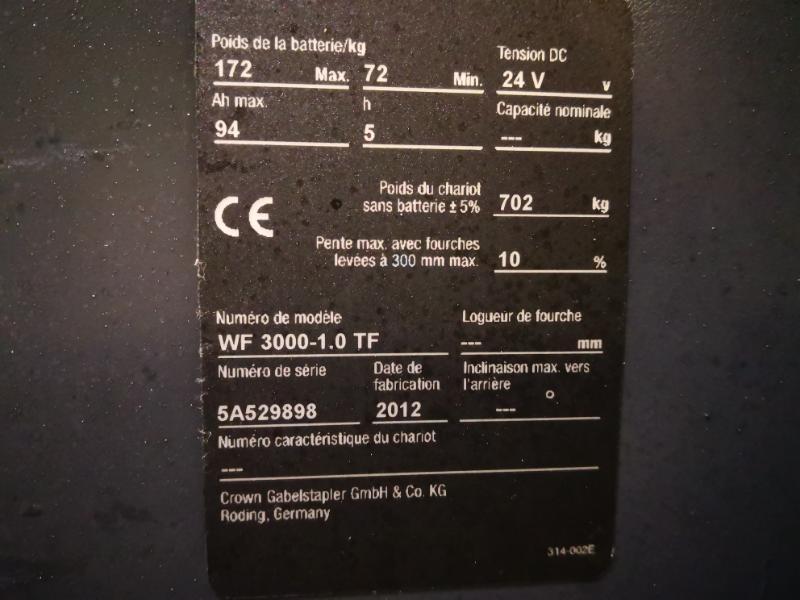 Poids de la batterie/kg
172 Max. 72 Min.
Tension DC
24 V v
Ah max.
94
h
5
Capacité nominale
--- kg
CE
Poids du chariot
sans batterie ± 5% 702 kg
Pente max. avec fourches
levées à 300 mm max. 10 %
Numéro de modèle
WF 3000-1.0 TF
Logueur de fourche
--- mm
Numéro de série
5A529898
Date de
fabrication
2012
Inclinaison max. vers
l'arrière
--- °
Numéro caractéristique du chariot
---
Crown Gabelstapler GmbH & Co. KG
Roding, Germany
314-002E